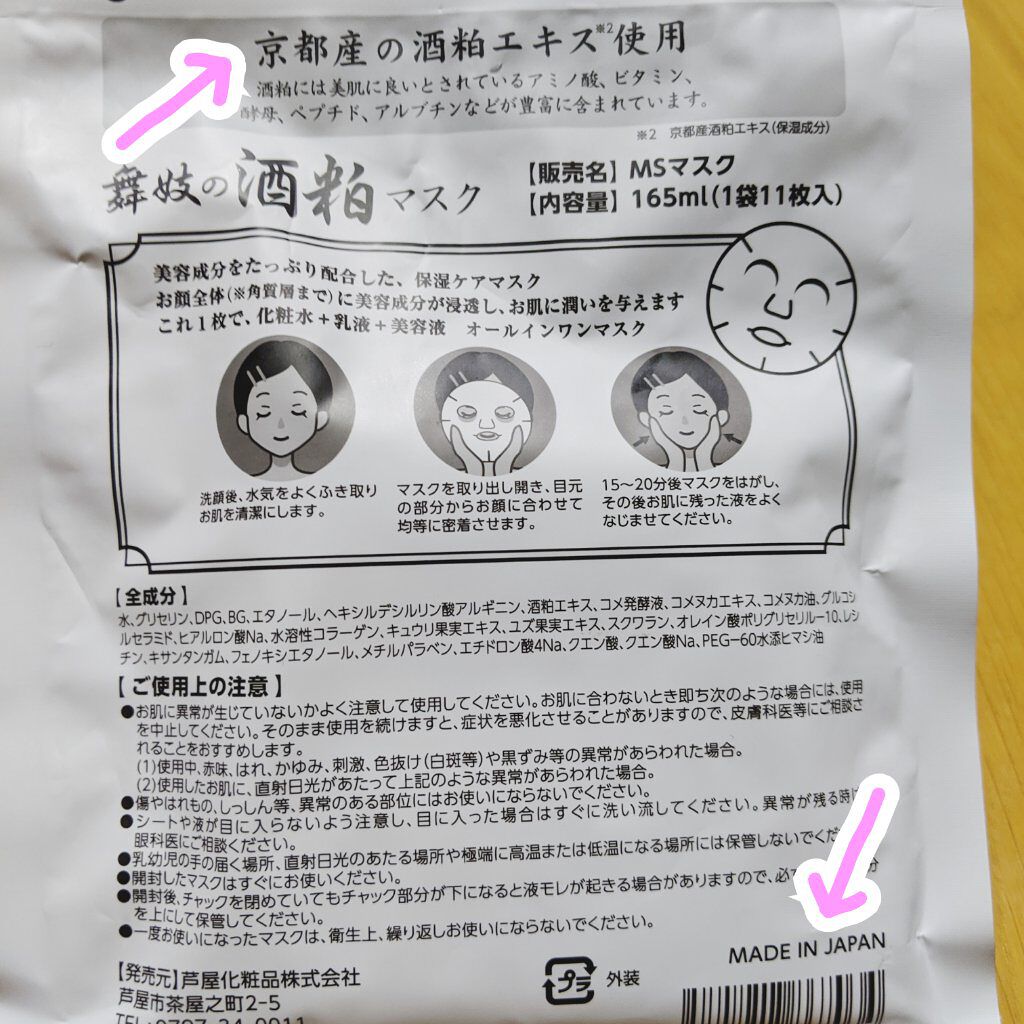 京都産の酒粕エキス※2使用
酒粕には美肌に良いとされているアミノ酸、ビタミン、
酵母、ペプチド、アルブチンなどが豊富に含まれています。
※2 京都産酒粕エキス(保湿成分)
舞妓の酒粕マスク
【販売名】MSマスク
【内容量】165ml(1袋11枚入)
美容成分をたっぷり配合した、保湿ケアマスク
お顔全体(※角質層まで)に美容成分が浸透し、お肌に潤いを与えます
これ1枚で、化粧水+乳液+美容液 オールインワンマスク
洗顔後、水気をよくふき取り
お肌を清潔にします。
マスクを取り出し開き、目元
の部分からお顔に合わせて
均等に密着させます。
15〜20分後マスクをはがし、
その後お肌に残った液をよく
なじませてください。
【全成分】
水、グリセリン、DPG、BG、エタノール、ヘキシルデシルリン酸アルギニン、酒粕エキス、コメ発酵液、コメヌカエキス、コメヌカ油、グルコシ
ルセラミド、ヒアルロン酸Na、水溶性コラーゲン、キュウリ果実エキス、ユズ果実エキス、スクワラン、オレイン酸ポリグリセリル-10、レシ
チン、キサンタンガム、フェノキシエタノール、メチルパラベン、エチドロン酸4Na、クエン酸、クエン酸Na、PEG-60水添ヒマシ油
【ご使用上の注意】
●お肌に異常が生じていないかよく注意して使用してください。お肌に合わないとき即ち次のような場合には、使用
を中止してください。そのまま使用を続けますと、症状を悪化させることがありますので、皮膚科医等にご相談さ
れることをおすすめします。
(1)使用中、赤味、はれ、かゆみ、刺激、色抜け(白斑等)や黒ずみ等の異常があらわれた場合。
(2)使用したお肌に、直射日光があたって上記のような異常があらわれた場合。
●傷やはれもの、しっしん等、異常のある部位にはお使いにならないでください。
●シートや液が目に入らないよう注意し、目に入った場合はすぐに洗い流してください。異常が残る時は
眼科医にご相談ください。
●乳幼児の手の届く場所、直射日光のあたる場所や極端に高温または低温になる場所には保管しないでくだ
●開封したマスクはすぐにお使いください。
●開封後、チャックを閉めていてもチャック部分が下になると液モレが起きる場合がありますので、必ず 分
を上にして保管してください。
●一度お使いになったマスクは、衛生上、繰り返しお使いにならないでください。
MADE IN JAPAN
【発売元】芦屋化粧品株式会社
芦屋市茶屋之町2-5
プラ 外装